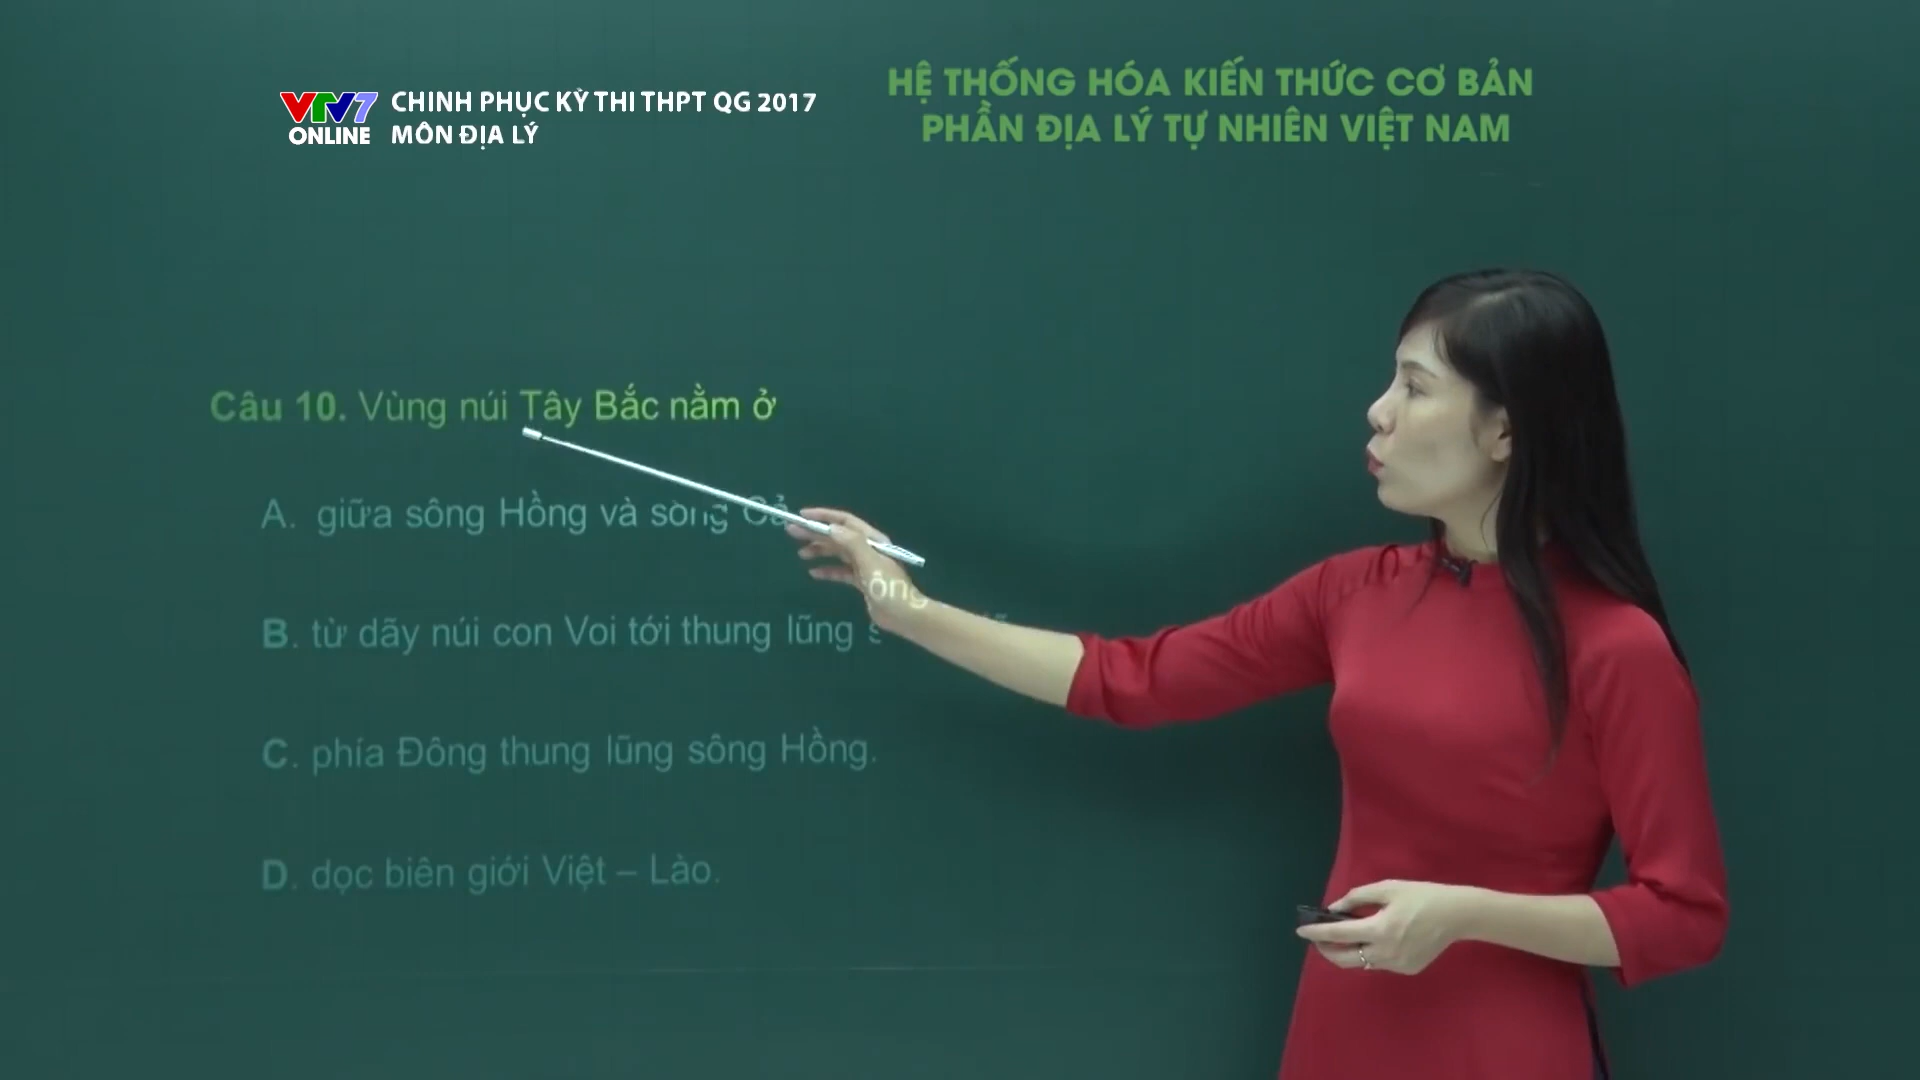 VTV7
ONLINE
CHINH PHỤC KỲ THI THPT QG 2017
MÔN ĐỊA LÝ
HỆ THỐNG HÓA KIẾN THỨC CƠ BẢN
PHẦN ĐỊA LÝ TỰ NHIÊN VIỆT NAM
Câu 10. Vùng núi Tây Bắc nằm ở
A. giữa sông Hồng và sông Cả
B. từ dãy núi con Voi tới thung lũng
C. phía Đông thung lũng sông Hồng.
D. dọc biên giới Việt – Lào.